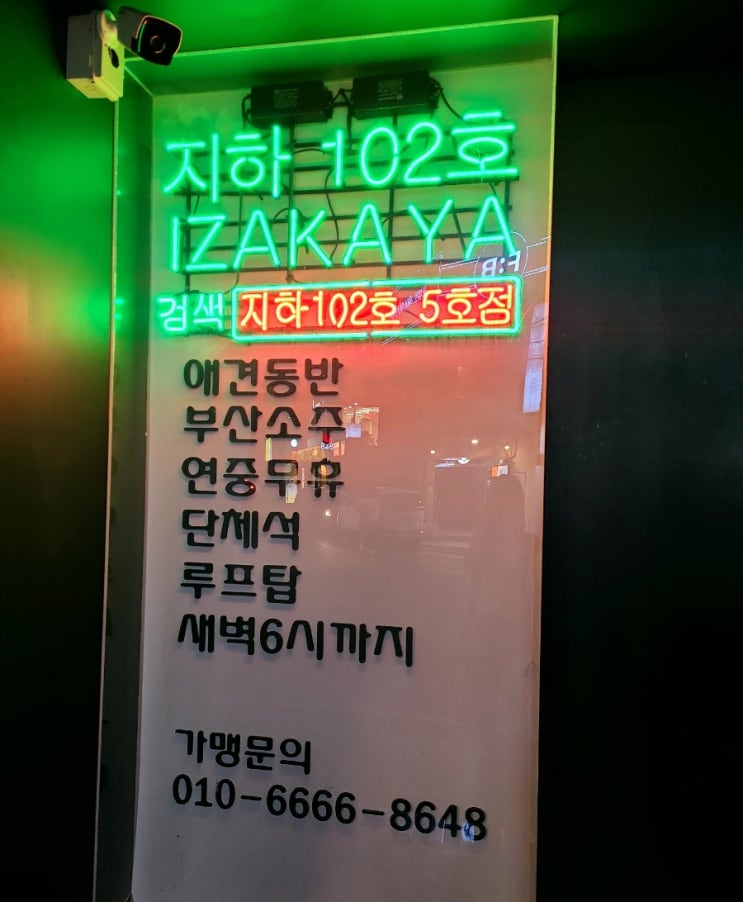 지하 102호
IZAKAYA
검색 지하102호 5호점
애견동반
부산소주
연중무휴
단체석
루프탑
새벽6시까지
가맹문의
010-6666-8648